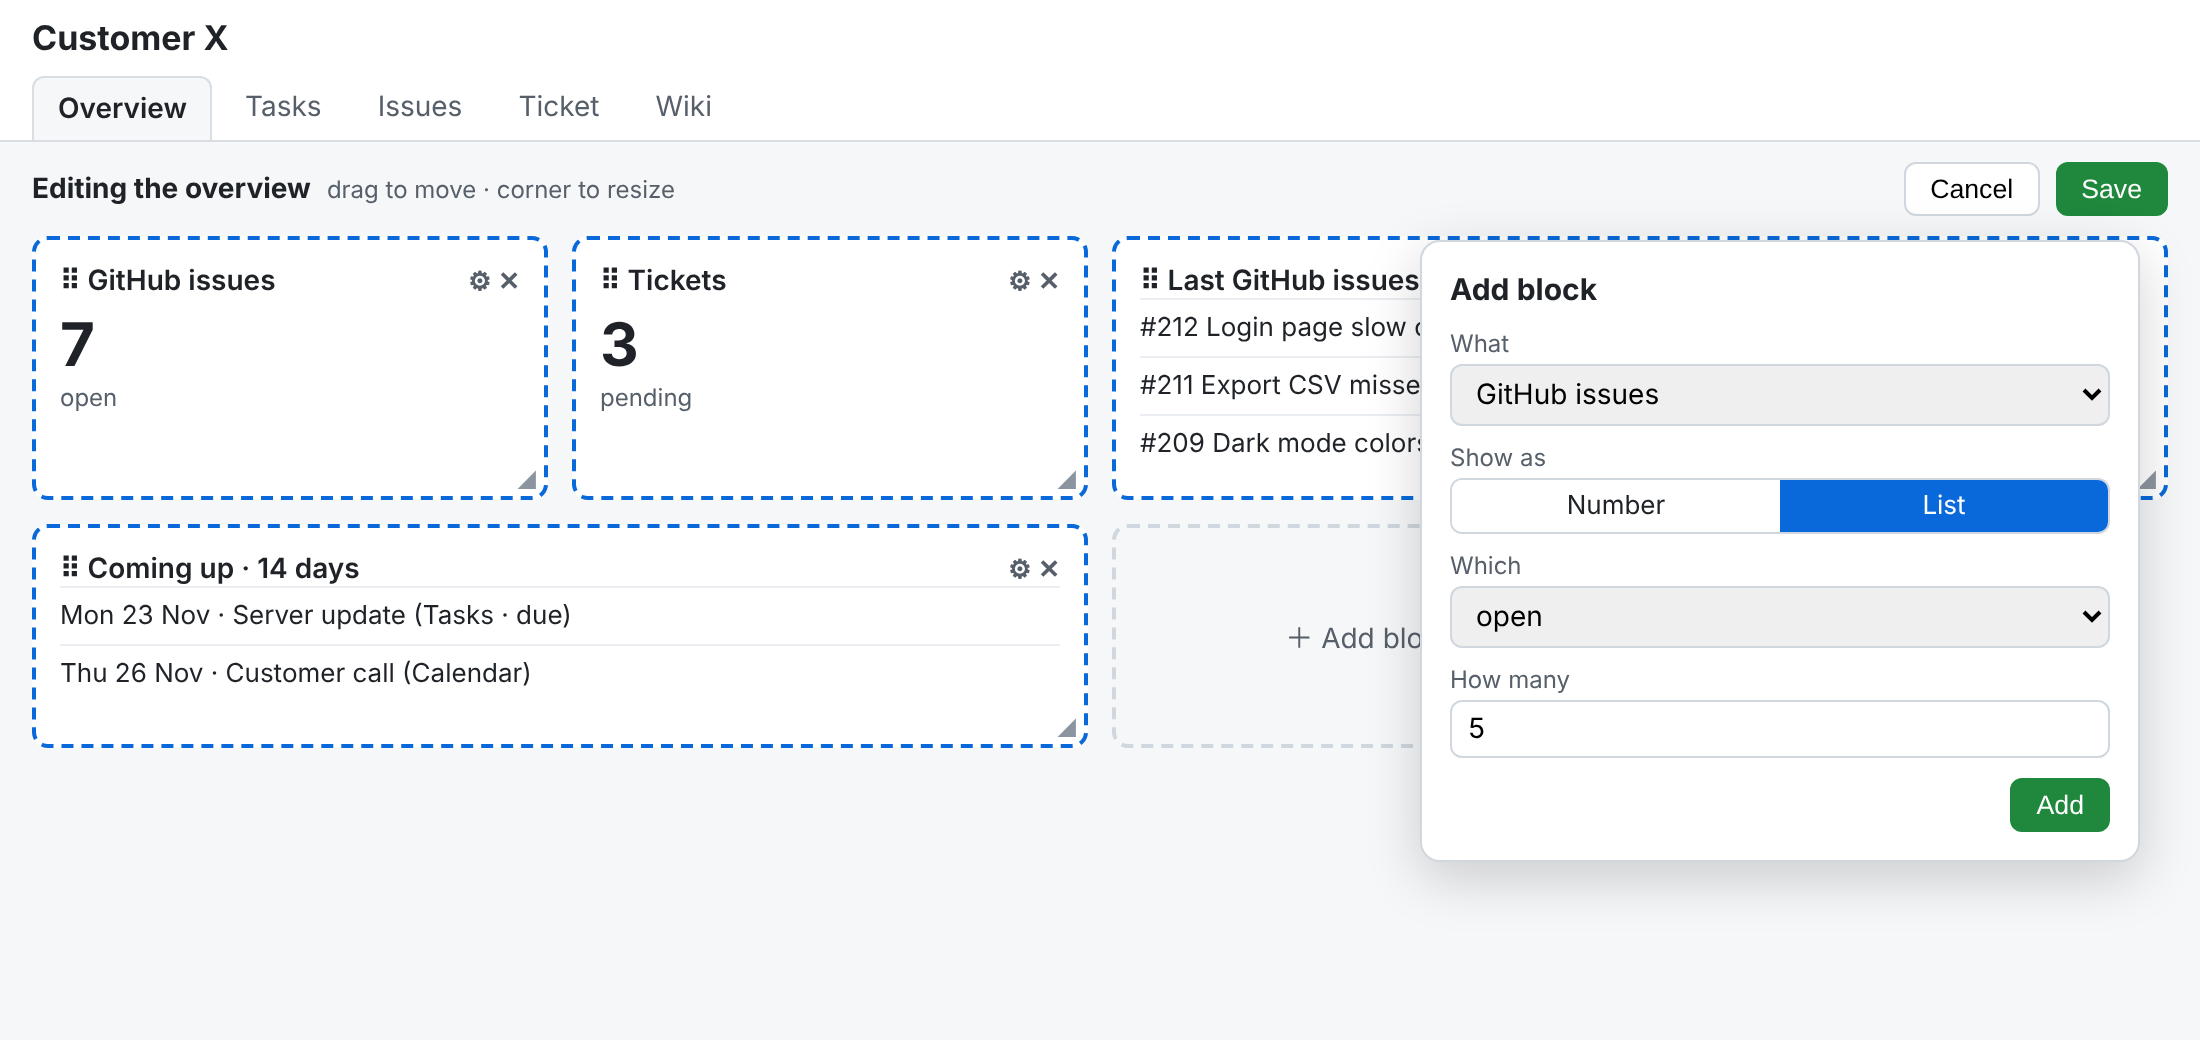 Customer X
Overview
Tasks
Issues
Ticket
Wiki
Editing the overview drag to move · corner to resize
Cancel
Save
GitHub issues
7
open
Tickets
3
pending
Last GitHub issues
#212 Login page slow
#211 Export CSV
#209 Dark mode
Coming up · 14 days
Mon 23 Nov · Server update (Tasks · due)
Thu 26 Nov · Customer call (Calendar)
+ Add
Add block
What
GitHub issues
Show as
Number
List
Which
open
How many
5
Add